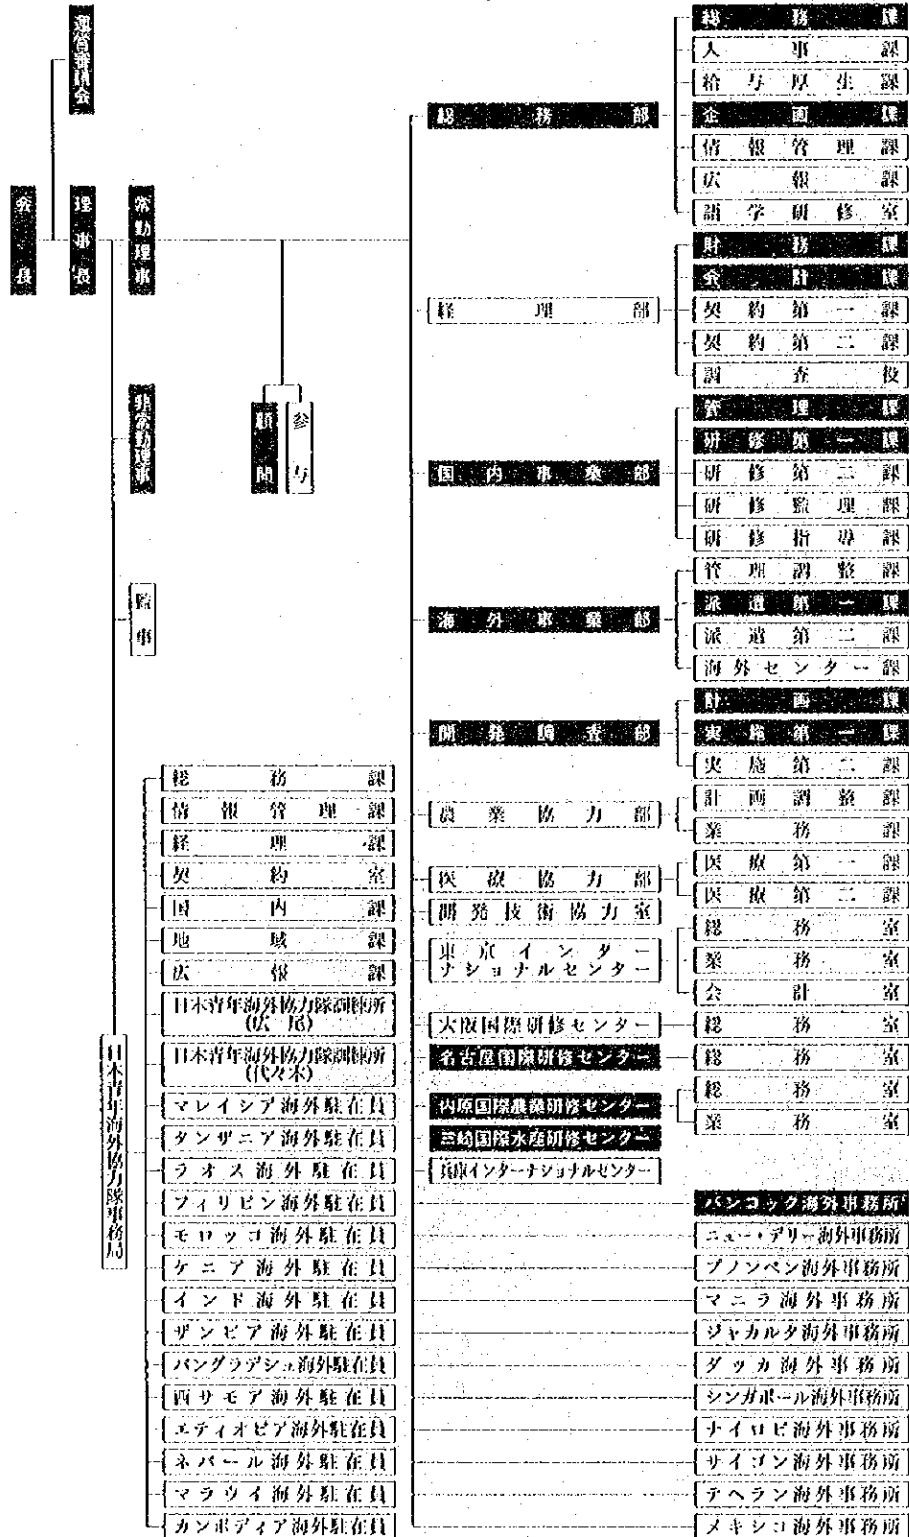 運営審議会
会長
理事長
常勤理事
非常勤理事
監事
顧問
参与
総務部
総務課
人事課
給与厚生課
企画課
情報管理課
広報課
語学研修室
経理部
財務課
会計課
契約第一課
契約第二課
調査役
国内事業部
管理課
研修第一課
研修第二課
研修監理課
研修指導課
海外事業部
管理調整課
派遣第一課
派遣第二課
海外センター課
開発調査部
計画課
実施第一課
実施第二課
農業協力部
計画調整課
業務課
医療協力部
医療第一課
医療第二課
開発技術協力室
東京インター
ナショナルセンター
総務室
業務室
会計室
大阪国際研修センター
総務室
名古屋国際研修センター
総務室
内原国際農業研修センター
総務室
業務室
三崎国際水産研修センター
兵庫インターナショナルセンター
バンコック海外事務所
ニュー・デリー海外事務所
プノンペン海外事務所
マニラ海外事務所
ジャカルタ海外事務所
ダッカ海外事務所
シンガポール海外事務所
ナイロビ海外事務所
サイゴン海外事務所
テヘラン海外事務所
メキシコ海外事務所
日本青年海外協力隊事務局
総務課
情報管理課
経理課
契約室
国内課
地域課
広報課
日本青年海外協力隊訓練所
(広尾)
日本青年海外協力隊訓練所
(代々木)
マレイシア海外駐在員
タンザニア海外駐在員
ラオス海外駐在員
フィリピン海外駐在員
モロッコ海外駐在員
ケニア海外駐在員
インド海外駐在員
ザンビア海外駐在員
バングラデシュ海外駐在員
西サモア海外駐在員
エティオピア海外駐在員
ネパール海外駐在員
マラウイ海外駐在員
カンボディア海外駐在員